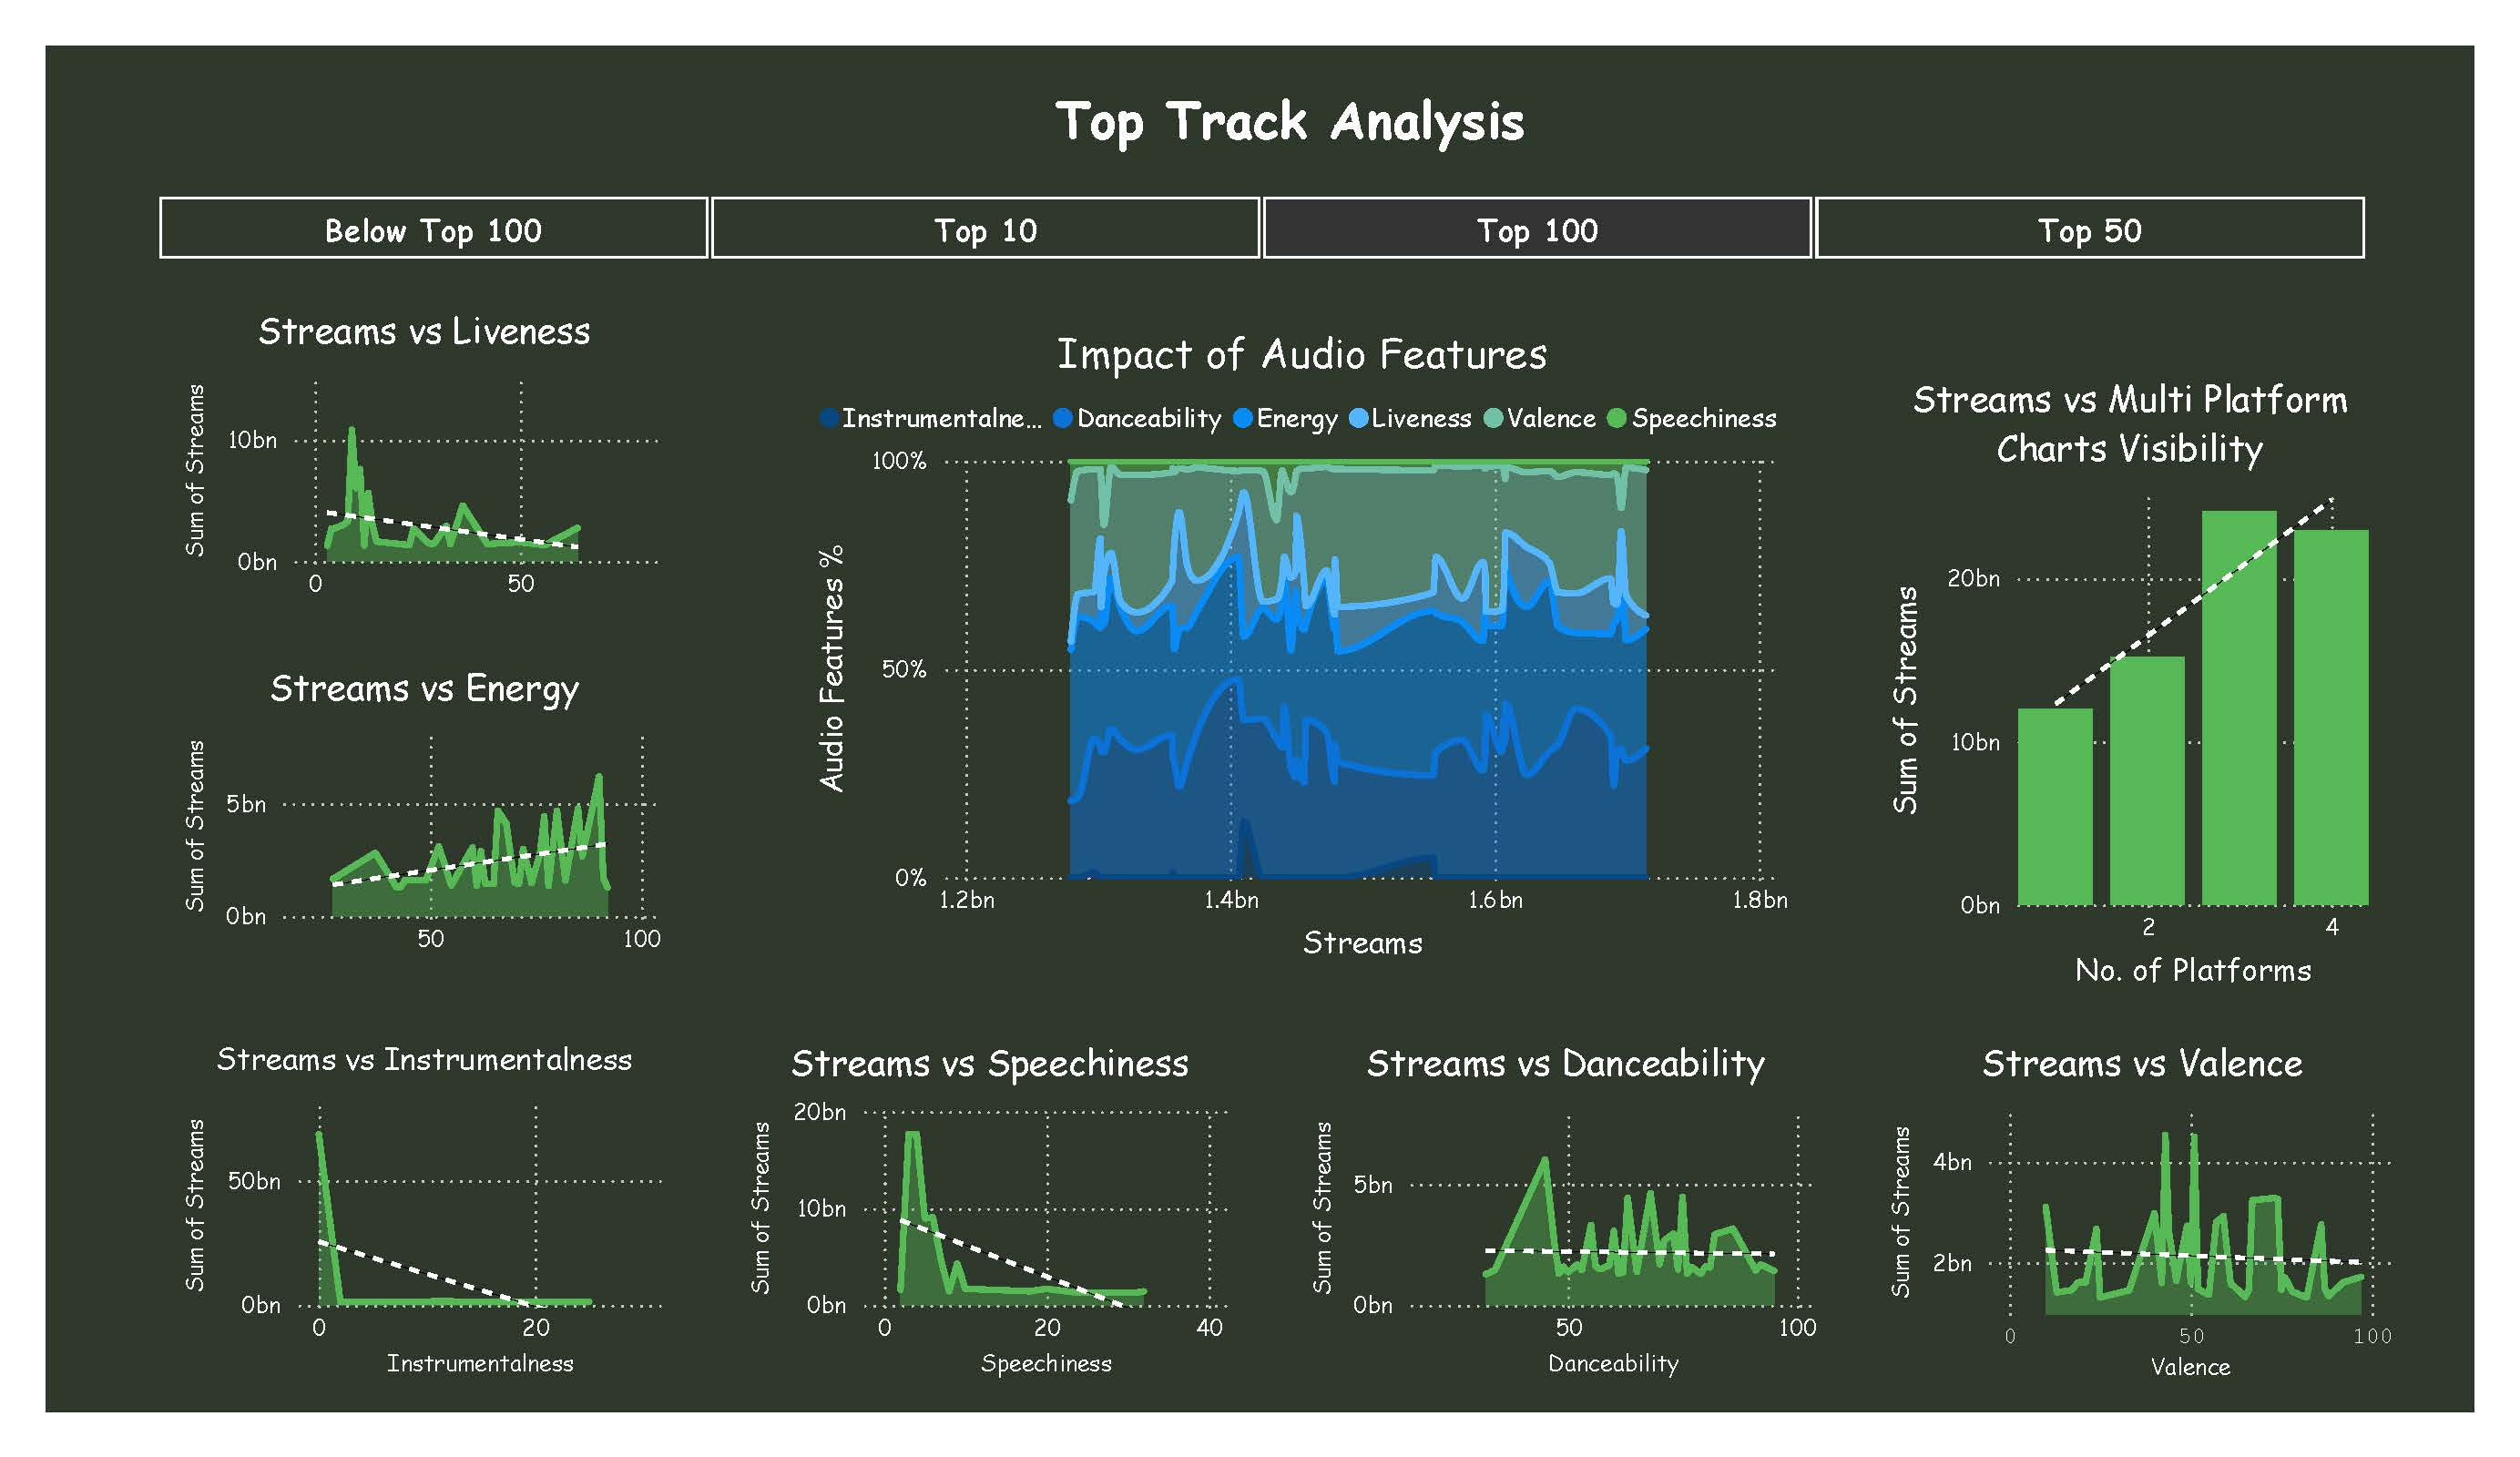 Top Track Analysis
Below Top 100
Top 10
Top 100
Top 50
Streams vs Liveness
Sum of Streams
10bn
0bn
0
50
Streams vs Energy
Sum of Streams
5bn
0bn
50
100
Impact of Audio Features
Instrumentalne...
Danceability
Energy
Liveness
Valence
Speechiness
Audio Features %
100%
50%
0%
1.2bn
1.4bn
1.6bn
1.8bn
Streams
Streams vs Multi Platform
Charts Visibility
Sum of Streams
20bn
10bn
0bn
2
4
No. of Platforms
Streams vs Instrumentalness
Sum of Streams
50bn
0bn
0
20
Instrumentalness
Streams vs Speechiness
Sum of Streams
20bn
10bn
0bn
0
20
40
Speechiness
Streams vs Danceability
Sum of Streams
5bn
0bn
50
100
Danceability
Streams vs Valence
Sum of Streams
4bn
2bn
0
50
100
Valence